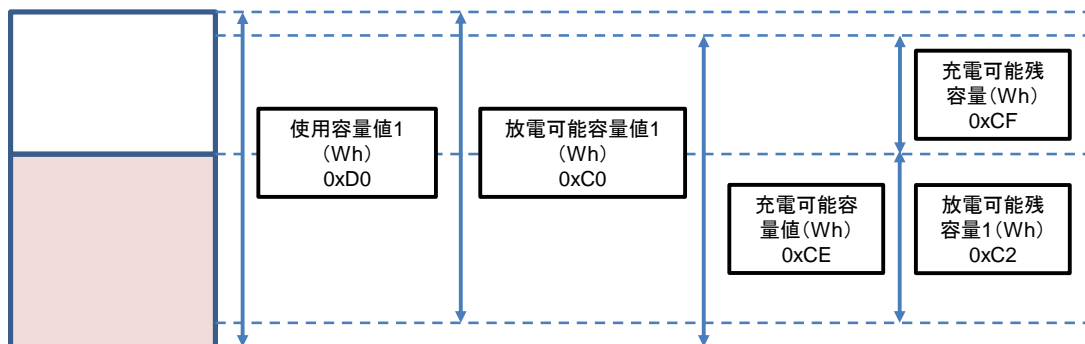 使用容量値1
(Wh)
0xD0
放電可能容量値1
(Wh)
0xC0
充電可能容
量値(Wh)
0xCE
充電可能残
容量(Wh)
0xCF
放電可能残
容量1(Wh)
0xC2